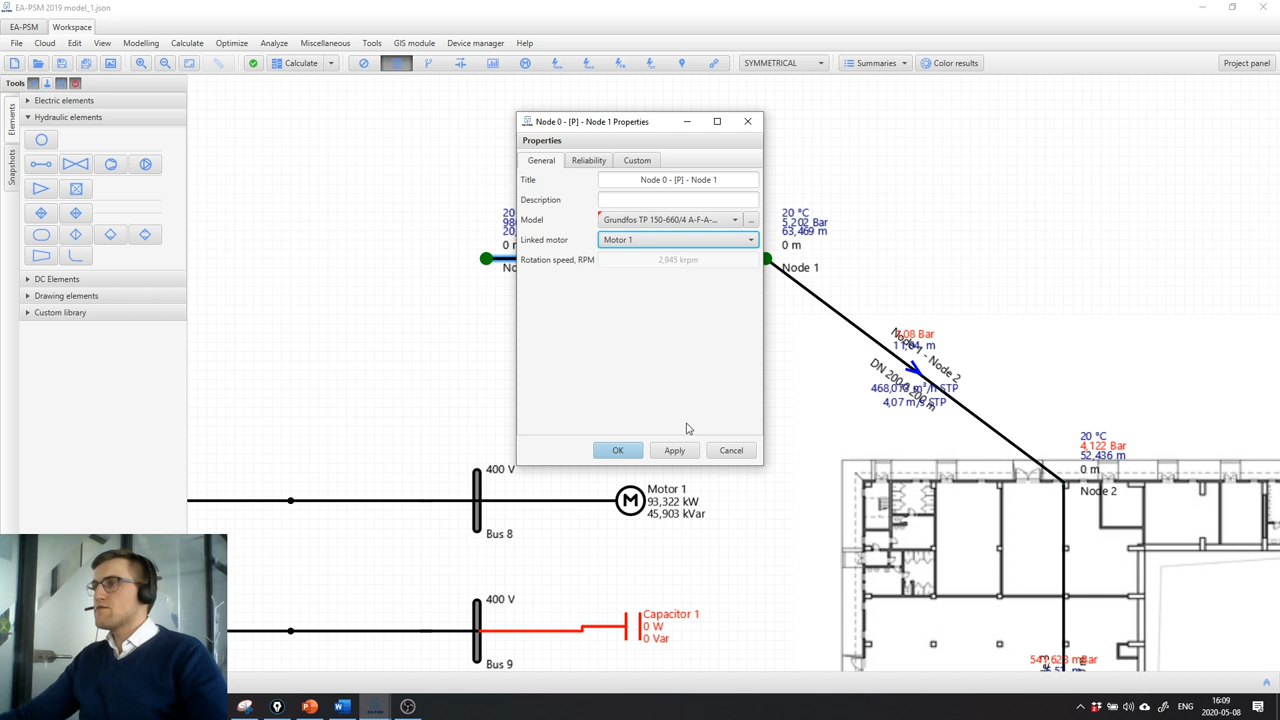 EA-PSM 2019 model_1.json
EA-PSM
Workspace
File Cloud Edit View Modelling Calculate Optimize Analyze Miscellaneous Tools GIS module Device manager Help
Calculate
SYMMETRICAL
Summaries
Color results
Project panel
Tools
Elements
Snapshots
Electric elements
Hydraulic elements
DC Elements
Drawing elements
Custom library
Node 0 - [P] - Node 1 Properties
Properties
General Reliability Custom
Title Node 0 - [P] - Node 1
Description
Model Grundfos TP 150-660/4 A-F-A-... ...
Linked motor Motor 1
Rotation speed, RPM 2,945 krpm
OK Apply Cancel
0 m
20 °C
5,202 Bar
63,469 m
0 m
Node 1
Node 1 - Node 2
DN 200
4,07 m/s STP
20 °C
4,122 Bar
52,436 m
0 m
Node 2
400 V
Bus 8
M
Motor 1
93,322 kW
45,903 kVar
400 V
Bus 9
Capacitor 1
0 W
0 Var
ENG
16:09
2020-05-08